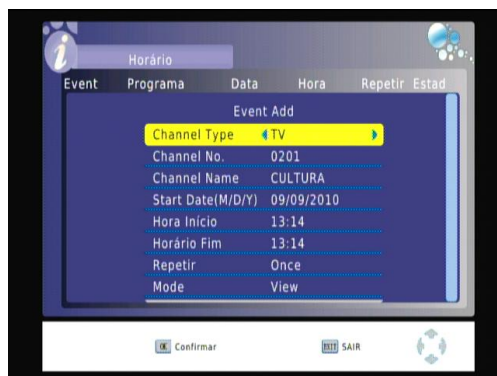 Horário
Event Programa Data Hora Repetir Estad
Event Add
Channel Type TV
Channel No. 0201
Channel Name CULTURA
Start Date(M/D/Y) 09/09/2010
Hora Início 13:14
Horário Fim 13:14
Repetir Once
Mode View
OK Confirmar EXIT SAIR